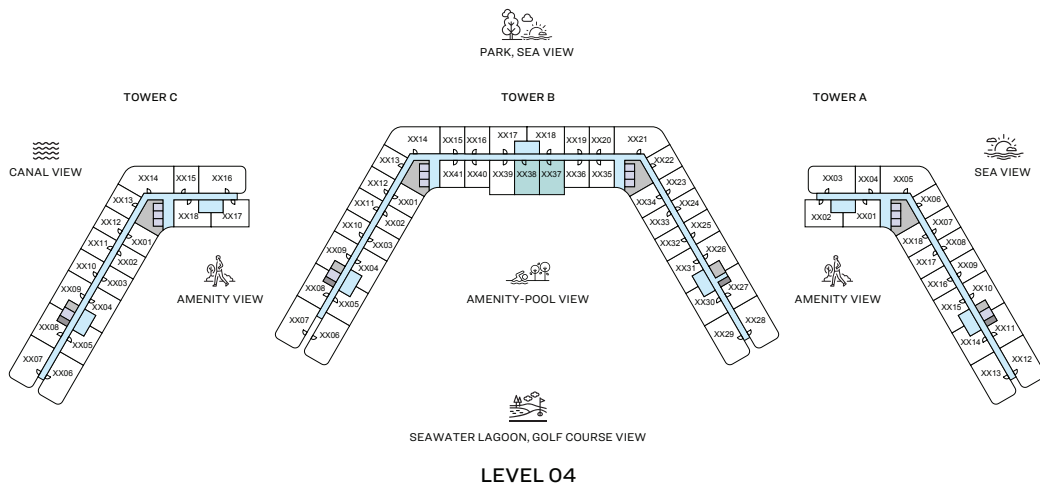 PARK, SEA VIEW
TOWER C
TOWER B
TOWER A
CANAL VIEW
SEA VIEW
XX14
XX15
XX16
XX13
XX12
XX11
XX10
XX09
XX08
XX07
XX06
XX05
XX04
XX03
XX02
XX01
XX18
XX17
AMENITY VIEW
XX14
XX15
XX16
XX17
XX18
XX19
XX20
XX21
XX13
XX12
XX11
XX10
XX09
XX08
XX07
XX06
XX05
XX04
XX03
XX02
XX01
XX41
XX40
XX39
XX38
XX37
XX36
XX35
XX34
XX33
XX32
XX31
XX30
XX29
XX22
XX23
XX24
XX25
XX26
XX27
XX28
AMENITY-POOL VIEW
XX03
XX04
XX05
XX02
XX01
XX06
XX07
XX08
XX09
XX10
XX11
XX12
XX18
XX17
XX16
XX15
XX14
XX13
AMENITY VIEW
SEAWATER LAGOON, GOLF COURSE VIEW
LEVEL 04